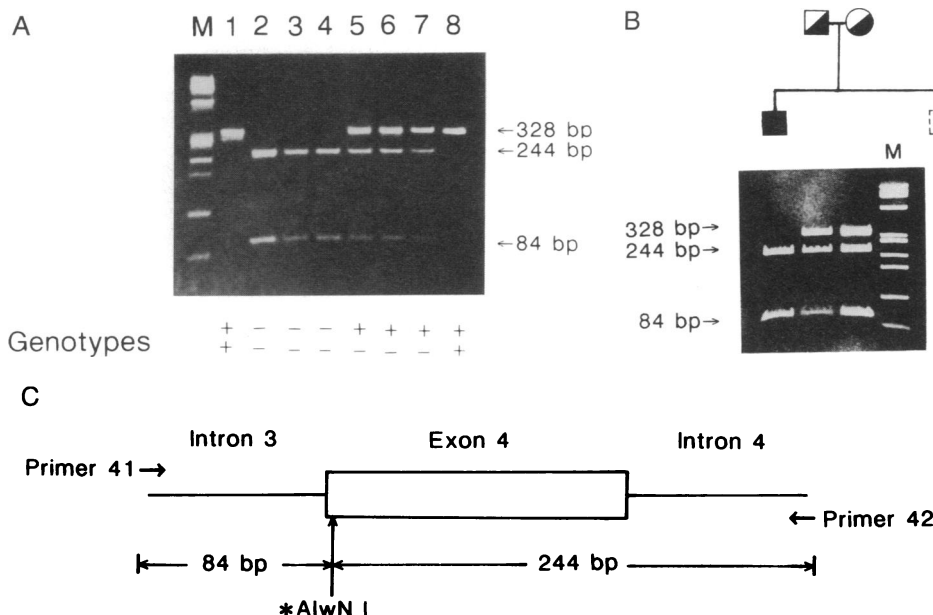 A
M 1 2 3 4 5 6 7 8
←328 bp
←244 bp
←84 bp
Genotypes
+ − − − + + + +
+ − − − − − − +
B
M
328 bp→
244 bp→
84 bp→
C
Intron 3 Exon 4 Intron 4
Primer 41→
←Primer 42
84 bp 244 bp
*AlwN I